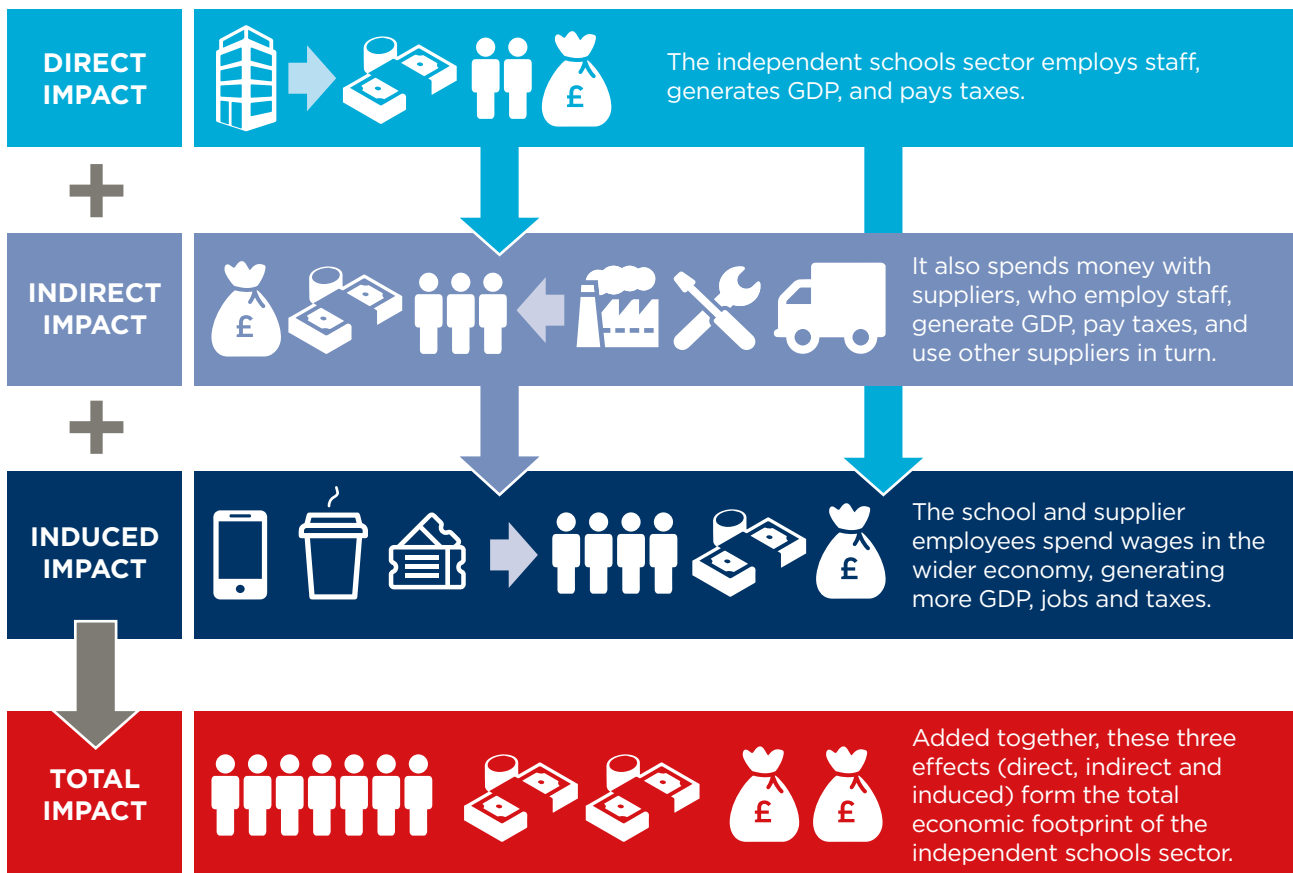 DIRECT
IMPACT
£
The independent schools sector employs staff,
generates GDP, and pays taxes.
+
INDIRECT
IMPACT
£
It also spends money with
suppliers, who employ staff,
generate GDP, pay taxes, and
use other suppliers in turn.
+
INDUCED
IMPACT
£
The school and supplier
employees spend wages in the
wider economy, generating
more GDP, jobs and taxes.
TOTAL
IMPACT
£ £
Added together, these three
effects (direct, indirect and
induced) form the total
economic footprint of the
independent schools sector.